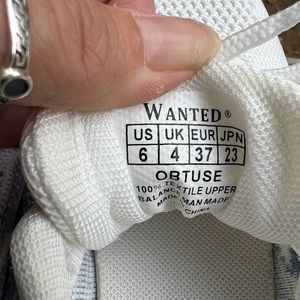 WANTED®
US UK EUR JPN
6 4 37 23
OBTUSE
100% TEXTILE UPPER
BALANCE MAN MADE
MADE IN CHINA